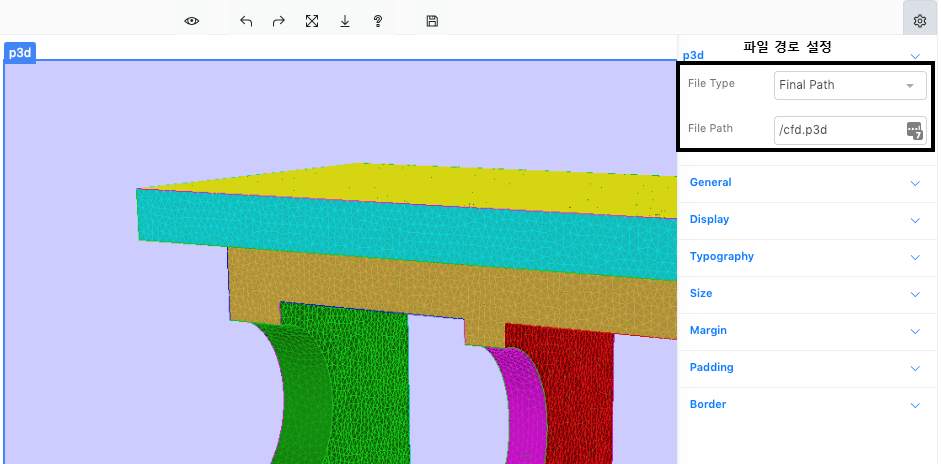 p3d
파일 경로 설정
p3d
File Type
Final Path
File Path
/cfd.p3d
7
General
Display
Typography
Size
Margin
Padding
Border